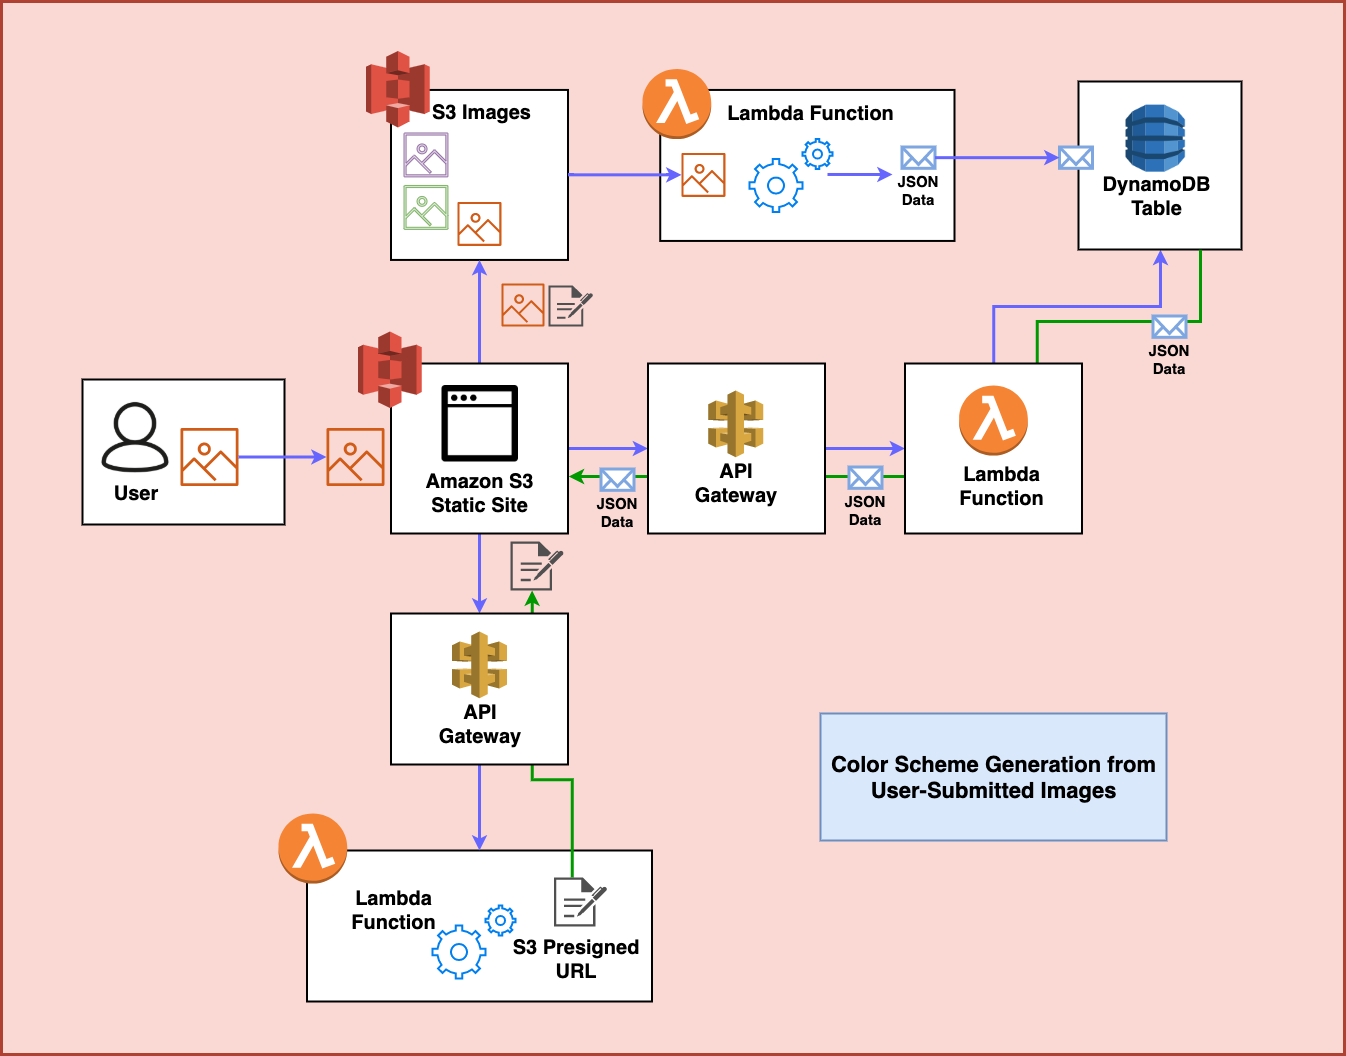 S3 Images
Lambda Function
JSON
Data
DynamoDB
Table
JSON
Data
User
Amazon S3
Static Site
JSON
Data
API
Gateway
JSON
Data
Lambda
Function
API
Gateway
Color Scheme Generation from
User-Submitted Images
Lambda
Function
S3 Presigned
URL